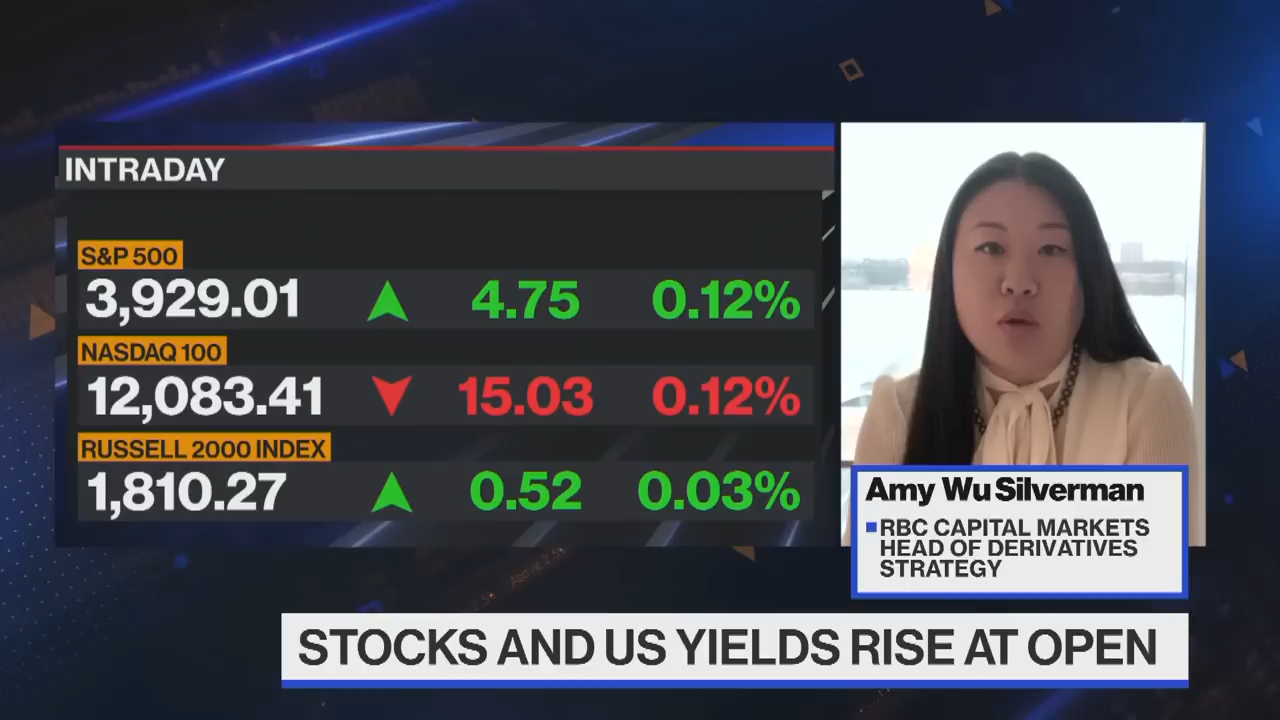 INTRADAY
S&P 500
3,929.01 4.75 0.12%
NASDAQ 100
12,083.41 15.03 0.12%
RUSSELL 2000 INDEX
1,810.27 0.52 0.03%
Amy Wu Silverman
RBC CAPITAL MARKETS
HEAD OF DERIVATIVES
STRATEGY
STOCKS AND US YIELDS RISE AT OPEN